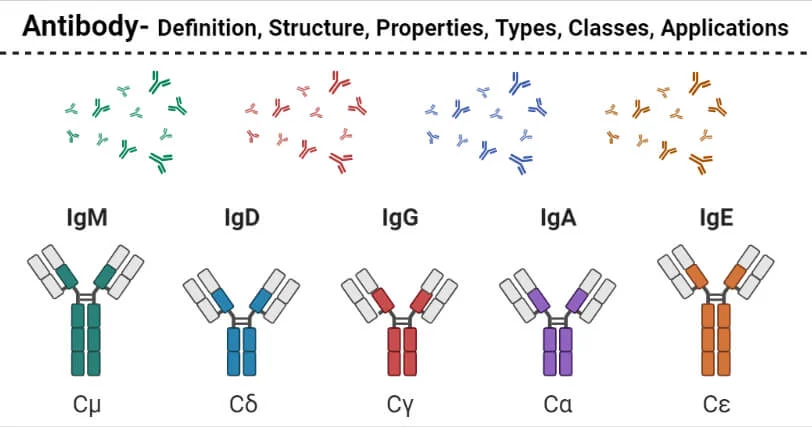 Antibody- Definition, Structure, Properties, Types, Classes, Applications
IgM IgD IgG IgA IgE
Cμ Cδ Cγ Cα Cε